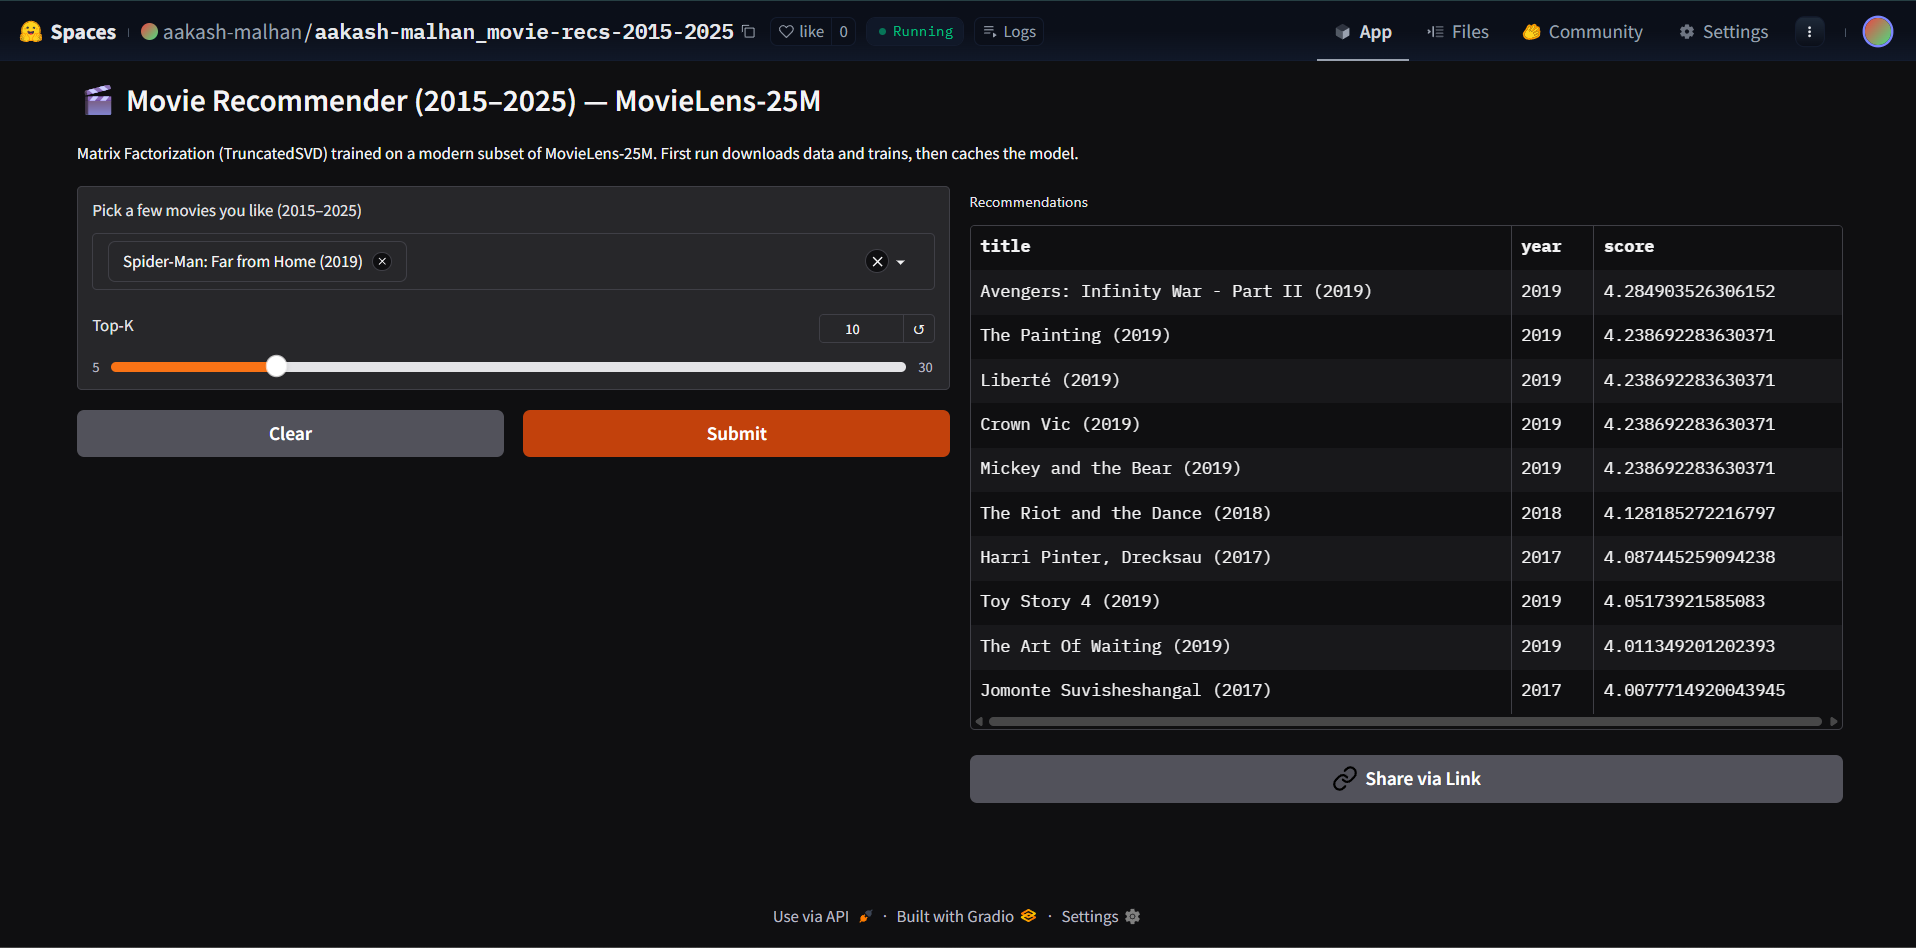 Spaces aakash-malhan/aakash-malhan_movie-recs-2015-2025 like 0 Running Logs App Files Community Settings
Movie Recommender (2015–2025) — MovieLens-25M
Matrix Factorization (TruncatedSVD) trained on a modern subset of MovieLens-25M. First run downloads data and trains, then caches the model.
Pick a few movies you like (2015–2025)
Spider-Man: Far from Home (2019)
Top-K 10
5 30
Clear Submit
Recommendations
title year score
Avengers: Infinity War - Part II (2019) 2019 4.284903526306152
The Painting (2019) 2019 4.238692283630371
Liberté (2019) 2019 4.238692283630371
Crown Vic (2019) 2019 4.238692283630371
Mickey and the Bear (2019) 2019 4.238692283630371
The Riot and the Dance (2018) 2018 4.128185272216797
Harri Pinter, Drecksau (2017) 2017 4.087445259094238
Toy Story 4 (2019) 2019 4.05173921585083
The Art Of Waiting (2019) 2019 4.011349201202393
Jomonte Suvisheshangal (2017) 2017 4.0077714920043945
Share via Link
Use via API · Built with Gradio · Settings